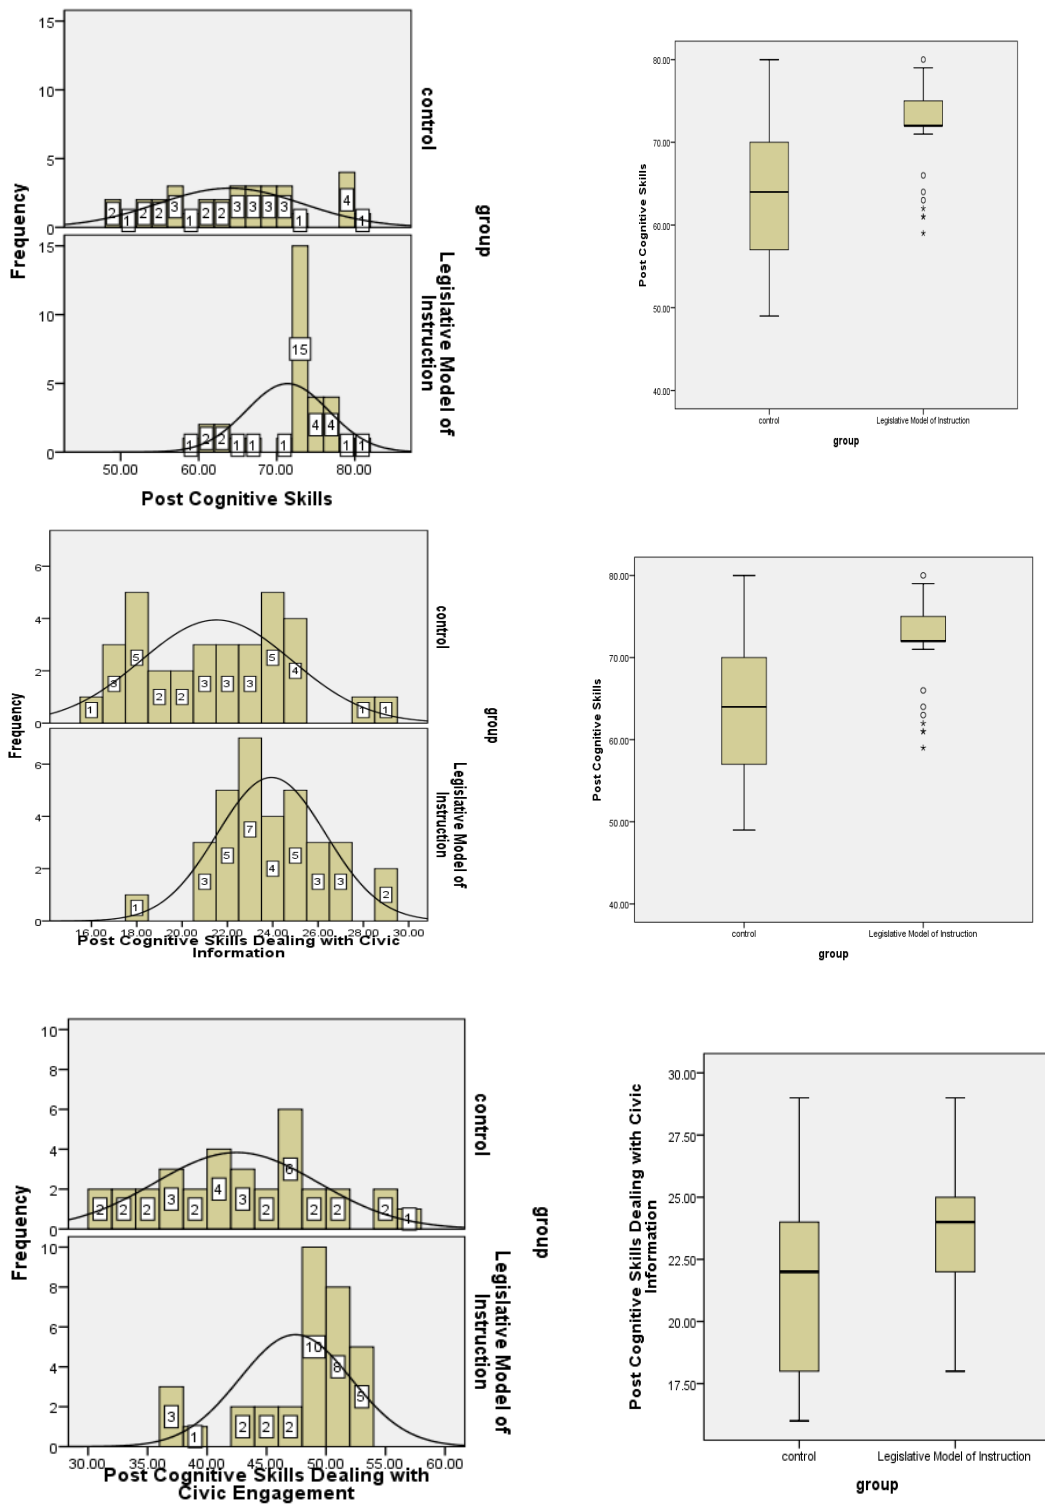 15
10
5
0
2 1 2 2 3 1 2 2 3 3 3 3 1 4 1
control
15
10
5
0
1 2 2 1 1 1 15 4 4 1 1
Legislative Model of
Instruction
Frequency
group
50.00 60.00 70.00 80.00
Post Cognitive Skills
80.00
70.00
60.00
50.00
40.00
Post Cognitive Skills
control Legislative Model of Instruction
group
6
4
2
0
1 3 5 2 2 3 3 3 5 4 1 1
control
6
4
2
0
1 3 5 7 4 5 3 3 2
Legislative Model of
Instruction
Frequency
group
16.00 18.00 20.00 22.00 24.00 26.00 28.00 30.00
Post Cognitive Skills Dealing with Civic
Information
80.00
70.00
60.00
50.00
40.00
Post Cognitive Skills
control Legislative Model of Instruction
group
10
8
6
4
2
0
2 2 2 3 2 4 3 2 6 2 2 2 1
control
10
8
6
4
2
0
3 1 2 2 2 10 8 5
Legislative Model of
Instruction
Frequency
group
30.00 35.00 40.00 45.00 50.00 55.00 60.00
Post Cognitive Skills Dealing with
Civic Engagement
30.00
27.50
25.00
22.50
20.00
17.50
Post Cognitive Skills Dealing with Civic
Information
control Legislative Model of Instruction
group